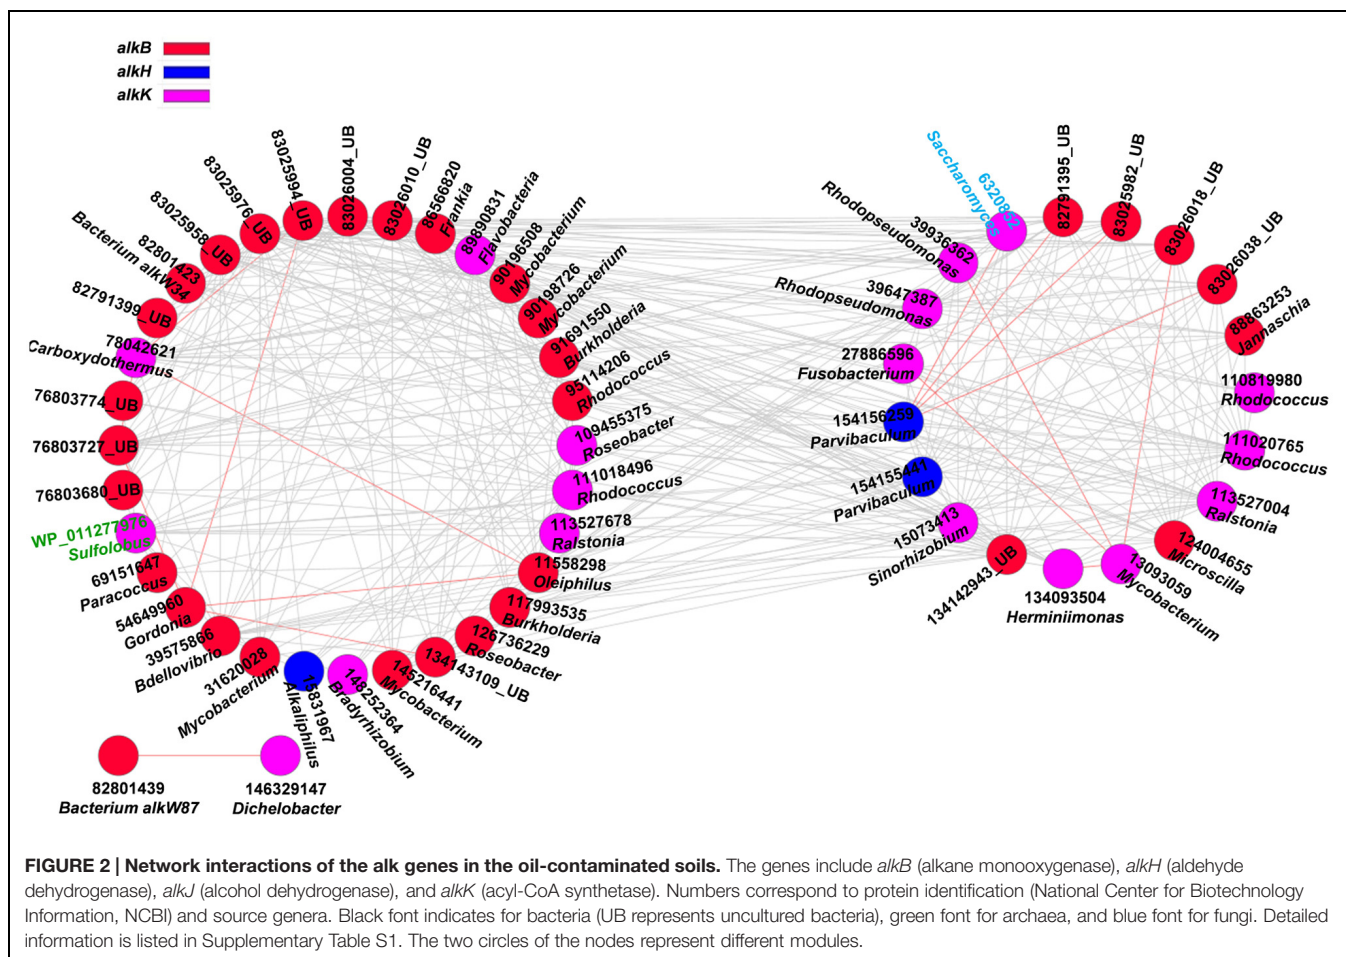 alkB
alkH
alkK
83025976_UB
83025994_UB
83026004_UB
83026010_UB
86566820
Frankia
89890831
Flavobacteria
90196508
Mycobacterium
90198726
Mycobacterium
91691550
Burkholderia
95114206
Rhodococcus
109455375
Roseobacter
111018496
Rhodococcus
113527678
Ralstonia
11558298
Oleiphilus
117993535
Burkholderia
126736229
Roseobacter
134143109_UB
145216441
Mycobacterium
148252364
Bradyrhizobium
15831967
Alkaliphilus
31620028
Mycobacterium
39575866
Bdellovibrio
54649960
Gordonia
69151647
Paracoccus
WP_011277976
Sulfolobus
76803680_UB
76803727_UB
76803774_UB
78042621
Carboxydothermus
82791399_UB
82801423
Bacterium alkW34
83025958_UB
6320852
Saccharomyces
82791395_UB
83025982_UB
83026018_UB
83026038_UB
88863253
Jannaschia
110819980
Rhodococcus
111020765
Rhodococcus
113527004
Ralstonia
124004655
Microscilla
13093059
Mycobacterium
134093504
Herminiimonas
134142943_UB
15073413
Sinorhizobium
154155441
Parvibaculum
154156259
Parvibaculum
27886596
Fusobacterium
39647387
Rhodopseudomonas
39936362
Rhodopseudomonas
82801439
Bacterium alkW87
146329147
Dichelobacter
FIGURE 2 | Network interactions of the alk genes in the oil-contaminated soils. The genes include alkB (alkane monooxygenase), alkH (aldehyde
dehydrogenase), alkJ (alcohol dehydrogenase), and alkK (acyl-CoA synthetase). Numbers correspond to protein identification (National Center for Biotechnology
Information, NCBI) and source genera. Black font indicates for bacteria (UB represents uncultured bacteria), green font for archaea, and blue font for fungi. Detailed
information is listed in Supplementary Table S1. The two circles of the nodes represent different modules.